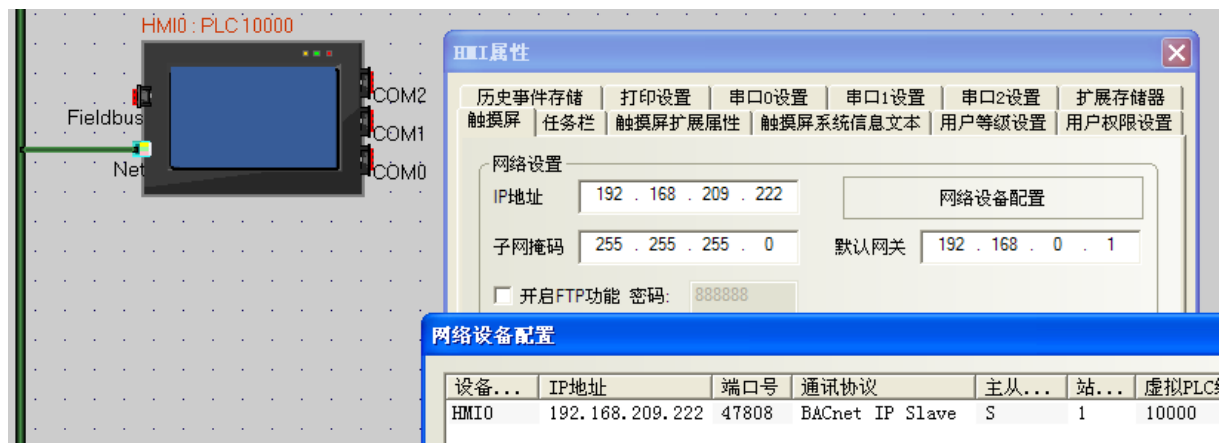 HMI0 : PLC10000
COM2
Fieldbus
COM1
Net
COM0
HMI属性
历史事件存储 打印设置 串口0设置 串口1设置 串口2设置 扩展存储器
触摸屏 任务栏 触摸屏扩展属性 触摸屏系统信息文本 用户等级设置 用户权限设置
网络设置
IP地址 192 . 168 . 209 . 222 网络设备配置
子网掩码 255 . 255 . 255 . 0 默认网关 192 . 168 . 0 . 1
开启FTP功能 密码: 888888
网络设备配置
设备... IP地址 端口号 通讯协议 主从... 站... 虚拟PLC
HMI0 192.168.209.222 47808 BACnet IP Slave S 1 10000